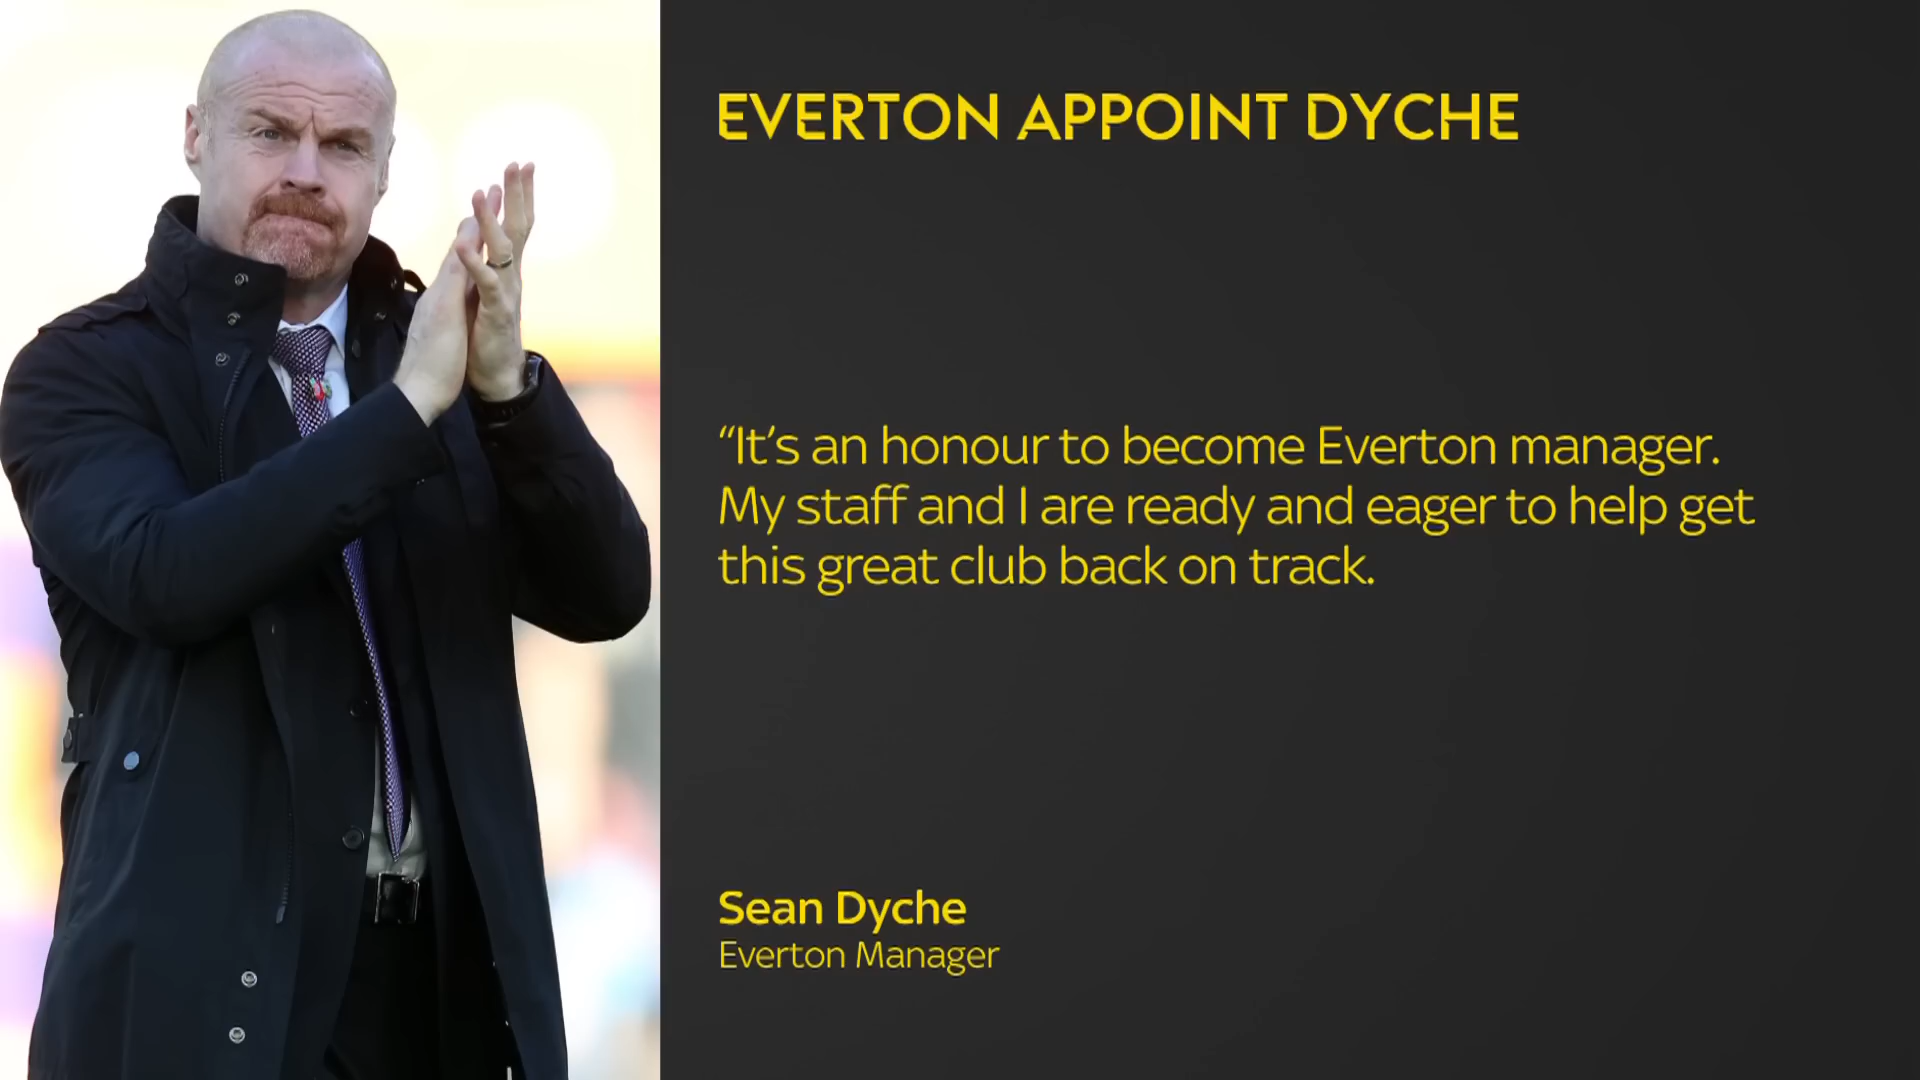 EVERTON APPOINT DYCHE
“It’s an honour to become Everton manager.
My staff and I are ready and eager to help get
this great club back on track.
Sean Dyche
Everton Manager